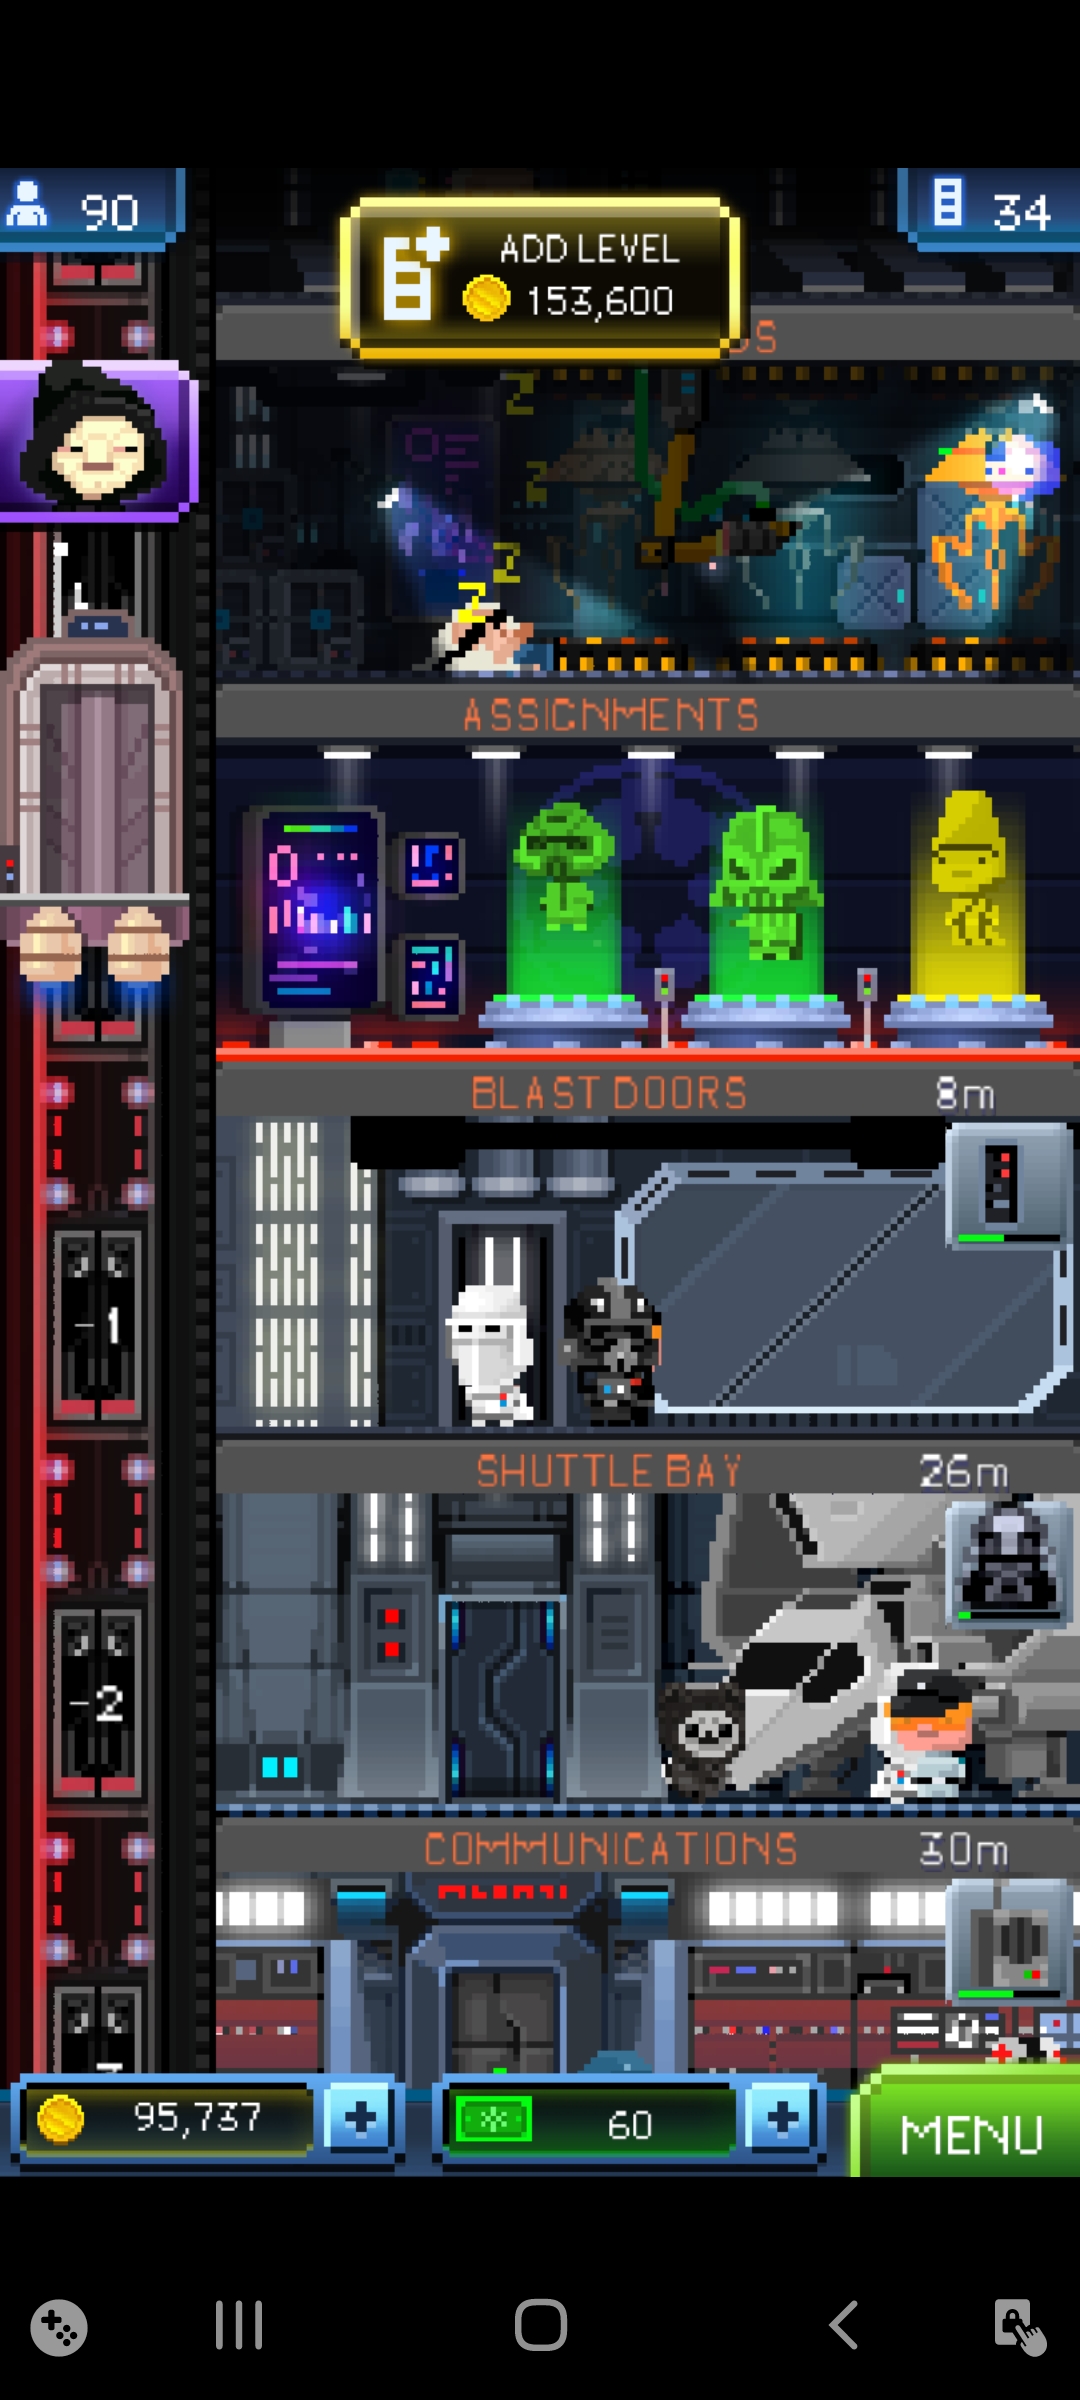 90
ADD LEVEL
153,600
34
Z
Z
Z
Z
ASSIGNMENTS
BLAST DOORS 8m
-1
SHUTTLE BAY 26m
-2
COMMUNICATIONS 30m
95,737
60
MENU